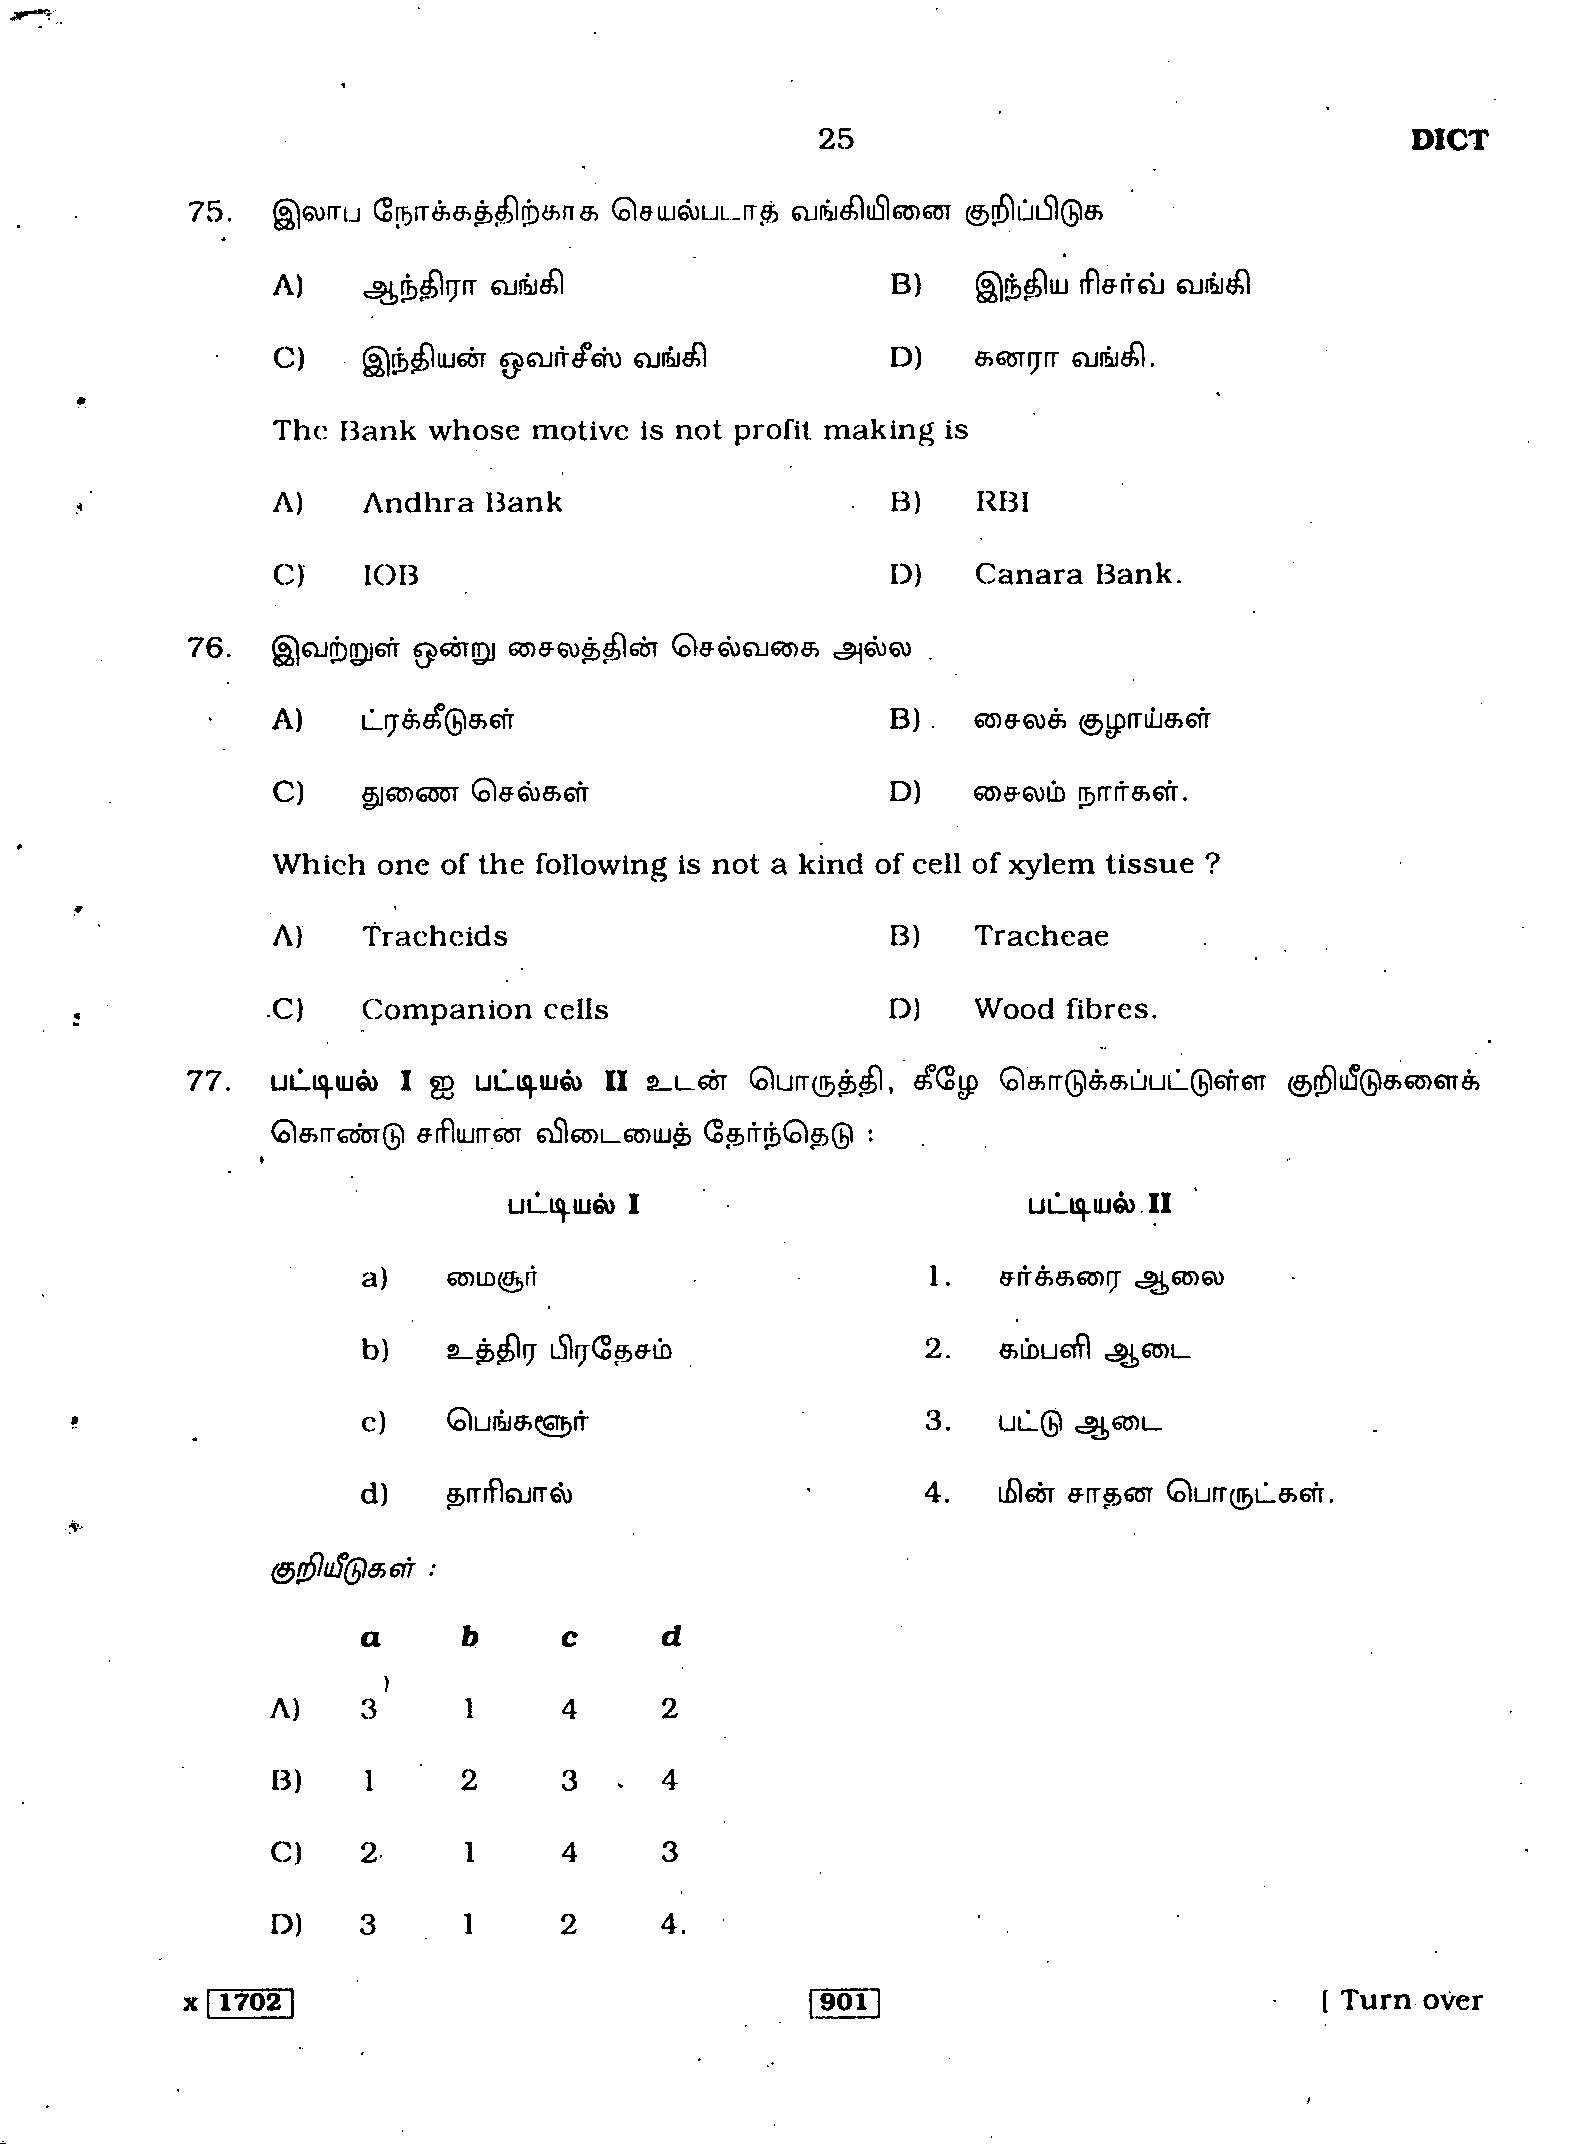 25 DICT
75. இலாப நோக்கத்திற்காக செயல்படாத வங்கியினை குறிப்பிடுக
A) ஆந்திரா வங்கி B) இந்திய ரிசர்வ் வங்கி
C) இந்தியன் ஓவர்சீஸ் வங்கி D) கனரா வங்கி.
The Bank whose motive is not profit making is
A) Andhra Bank B) RBI
C) IOB D) Canara Bank.
76. இவற்றுள் ஒன்று சைலத்தின் செல்வகை அல்ல
A) ட்ரக்கீடுகள் B) சைலக் குழாய்கள்
C) துணை செல்கள் D) சைலம் நார்கள்.
Which one of the following is not a kind of cell of xylem tissue ?
A) Tracheids B) Tracheae
C) Companion cells D) Wood fibres.
77. பட்டியல் I ஐ பட்டியல் II உடன் பொருத்தி, கீழே கொடுக்கப்பட்டுள்ள குறியீடுகளைக்
கொண்டு சரியான விடையைத் தேர்ந்தெடு :
பட்டியல் I பட்டியல் II
a) மைசூர் 1. சர்க்கரை ஆலை
b) உத்திர பிரதேசம் 2. கம்பளி ஆடை
c) பெங்களூர் 3. பட்டு ஆடை
d) தாரிவால் 4. மின் சாதன பொருட்கள்.
குறியீடுகள் :
a b c d
A) 3 1 4 2
B) 1 2 3 4
C) 2 1 4 3
D) 3 1 2 4.
x 1702 901 [ Turn over